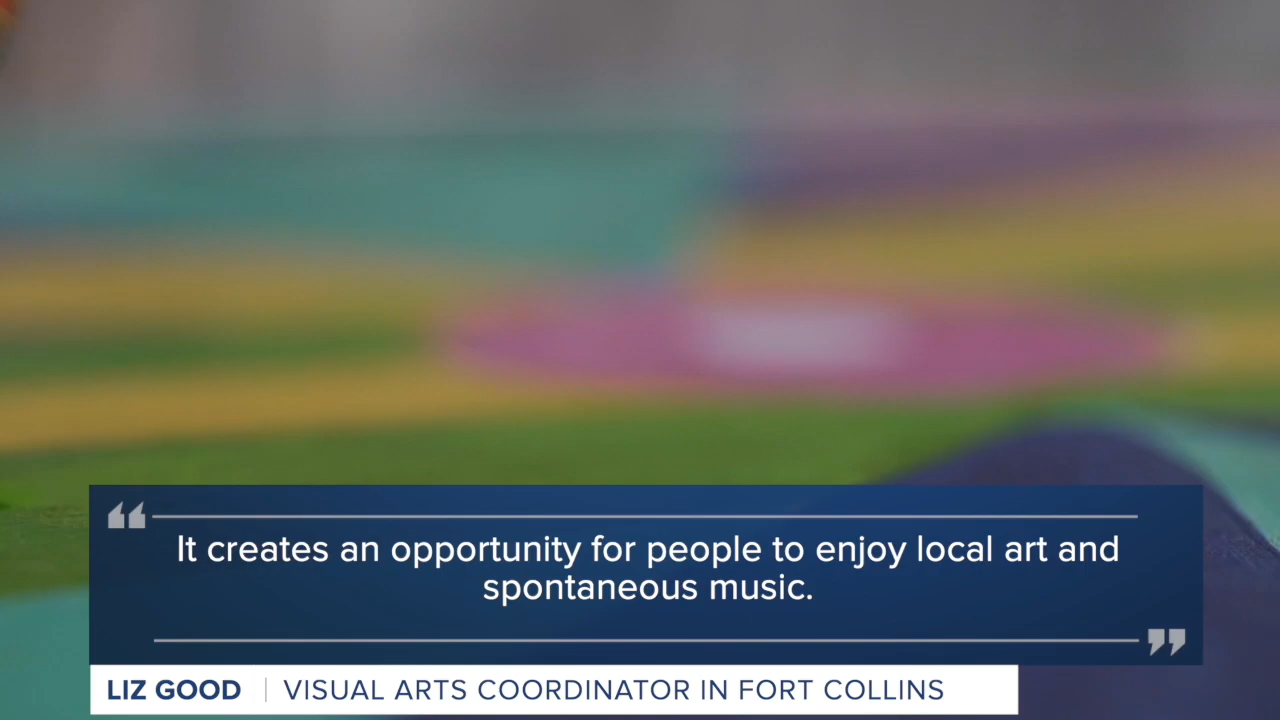 “
It creates an opportunity for people to enjoy local art and
spontaneous music.
”
LIZ GOOD | VISUAL ARTS COORDINATOR IN FORT COLLINS